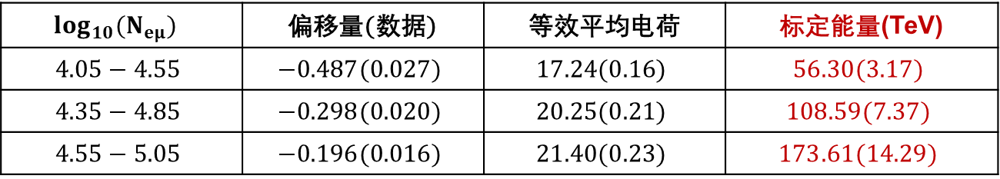 log₁₀(Neμ) 偏移量(数据) 等效平均电荷 标定能量(TeV)
4.05 − 4.55 −0.487(0.027) 17.24(0.16) 56.30(3.17)
4.35 − 4.85 −0.298(0.020) 20.25(0.21) 108.59(7.37)
4.55 − 5.05 −0.196(0.016) 21.40(0.23) 173.61(14.29)